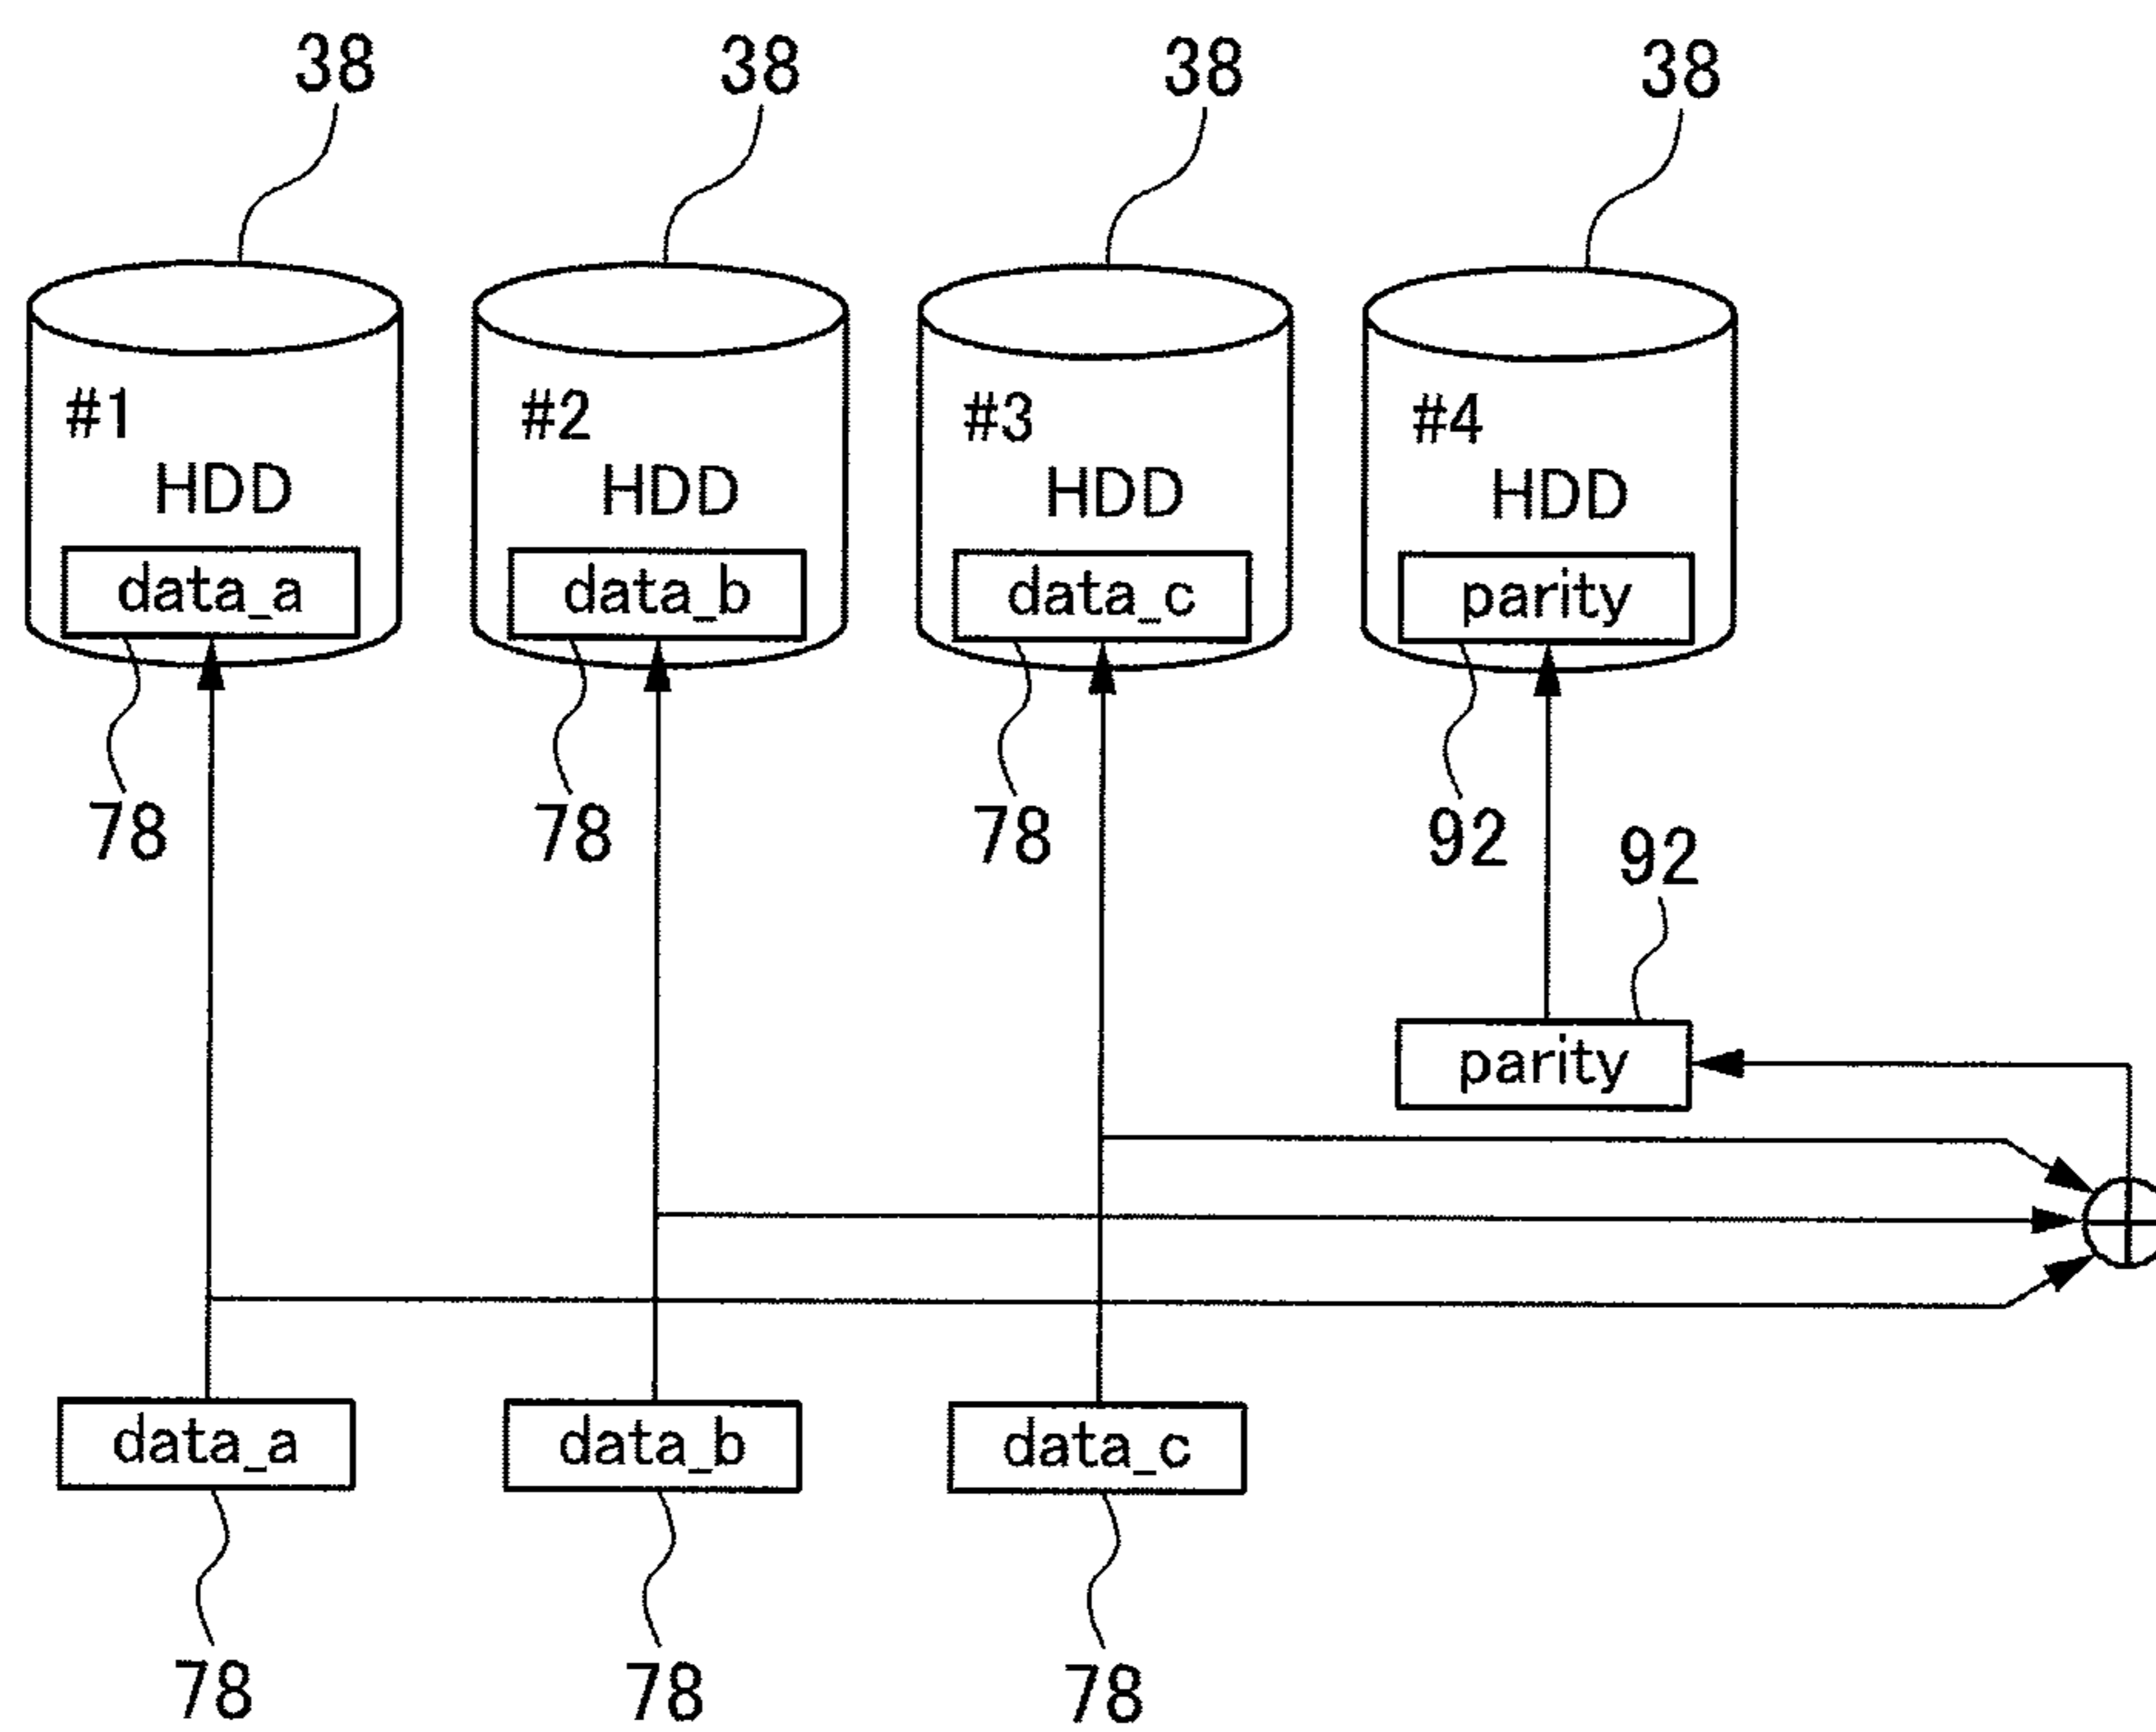 38 38 38 38
#1 #2 #3 #4
HDD HDD HDD HDD
data_a data_b data_c parity
78 78 78 92
92
parity
data_a data_b data_c
78 78 78